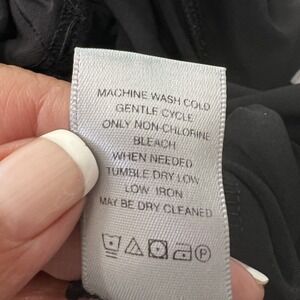 MACHINE WASH COLD
GENTLE CYCLE
ONLY NON-CHLORINE
BLEACH
WHEN NEEDED
TUMBLE DRY LOW
LOW IRON
MAY BE DRY CLEANED
P